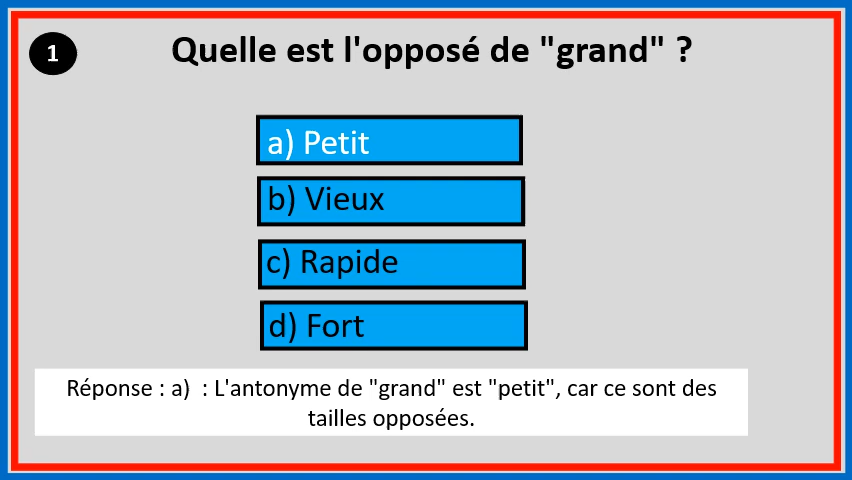 1
Quelle est l'opposé de "grand" ?
a) Petit
b) Vieux
c) Rapide
d) Fort
Réponse : a)  : L'antonyme de "grand" est "petit", car ce sont des
tailles opposées.